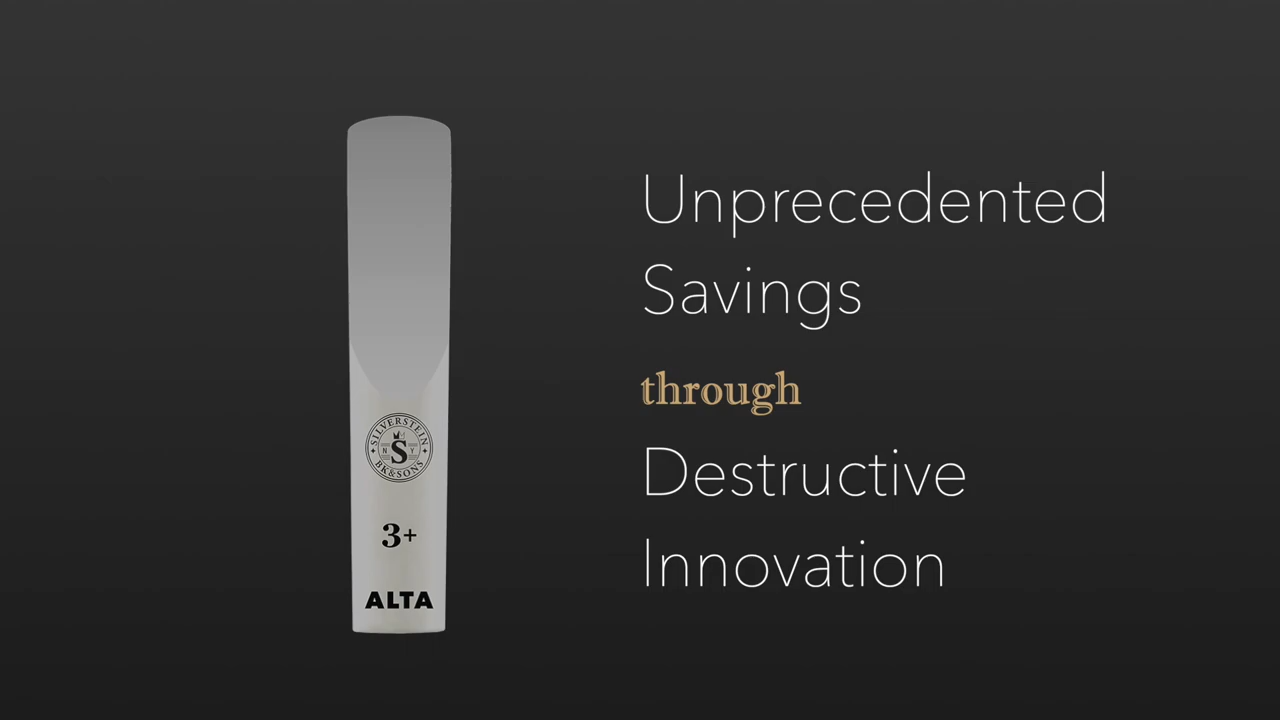 SILVERSTEIN
N S Y
BK&SONS
3+
ALTA
Unprecedented
Savings
through
Destructive
Innovation